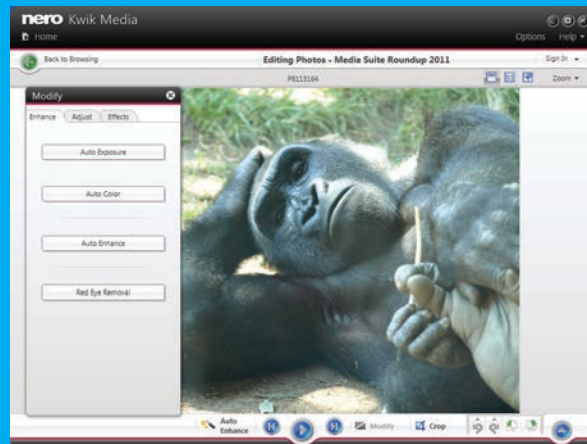 nero Kwik Media
Home
Options Help
Back to Browsing
Editing Photos - Media Suite Roundup 2011
Sign In
P8113164
Zoom
Modify
Enhance Adjust Effects
Auto Exposure
Auto Color
Auto Enhance
Red Eye Removal
Auto Enhance
Modify
Crop